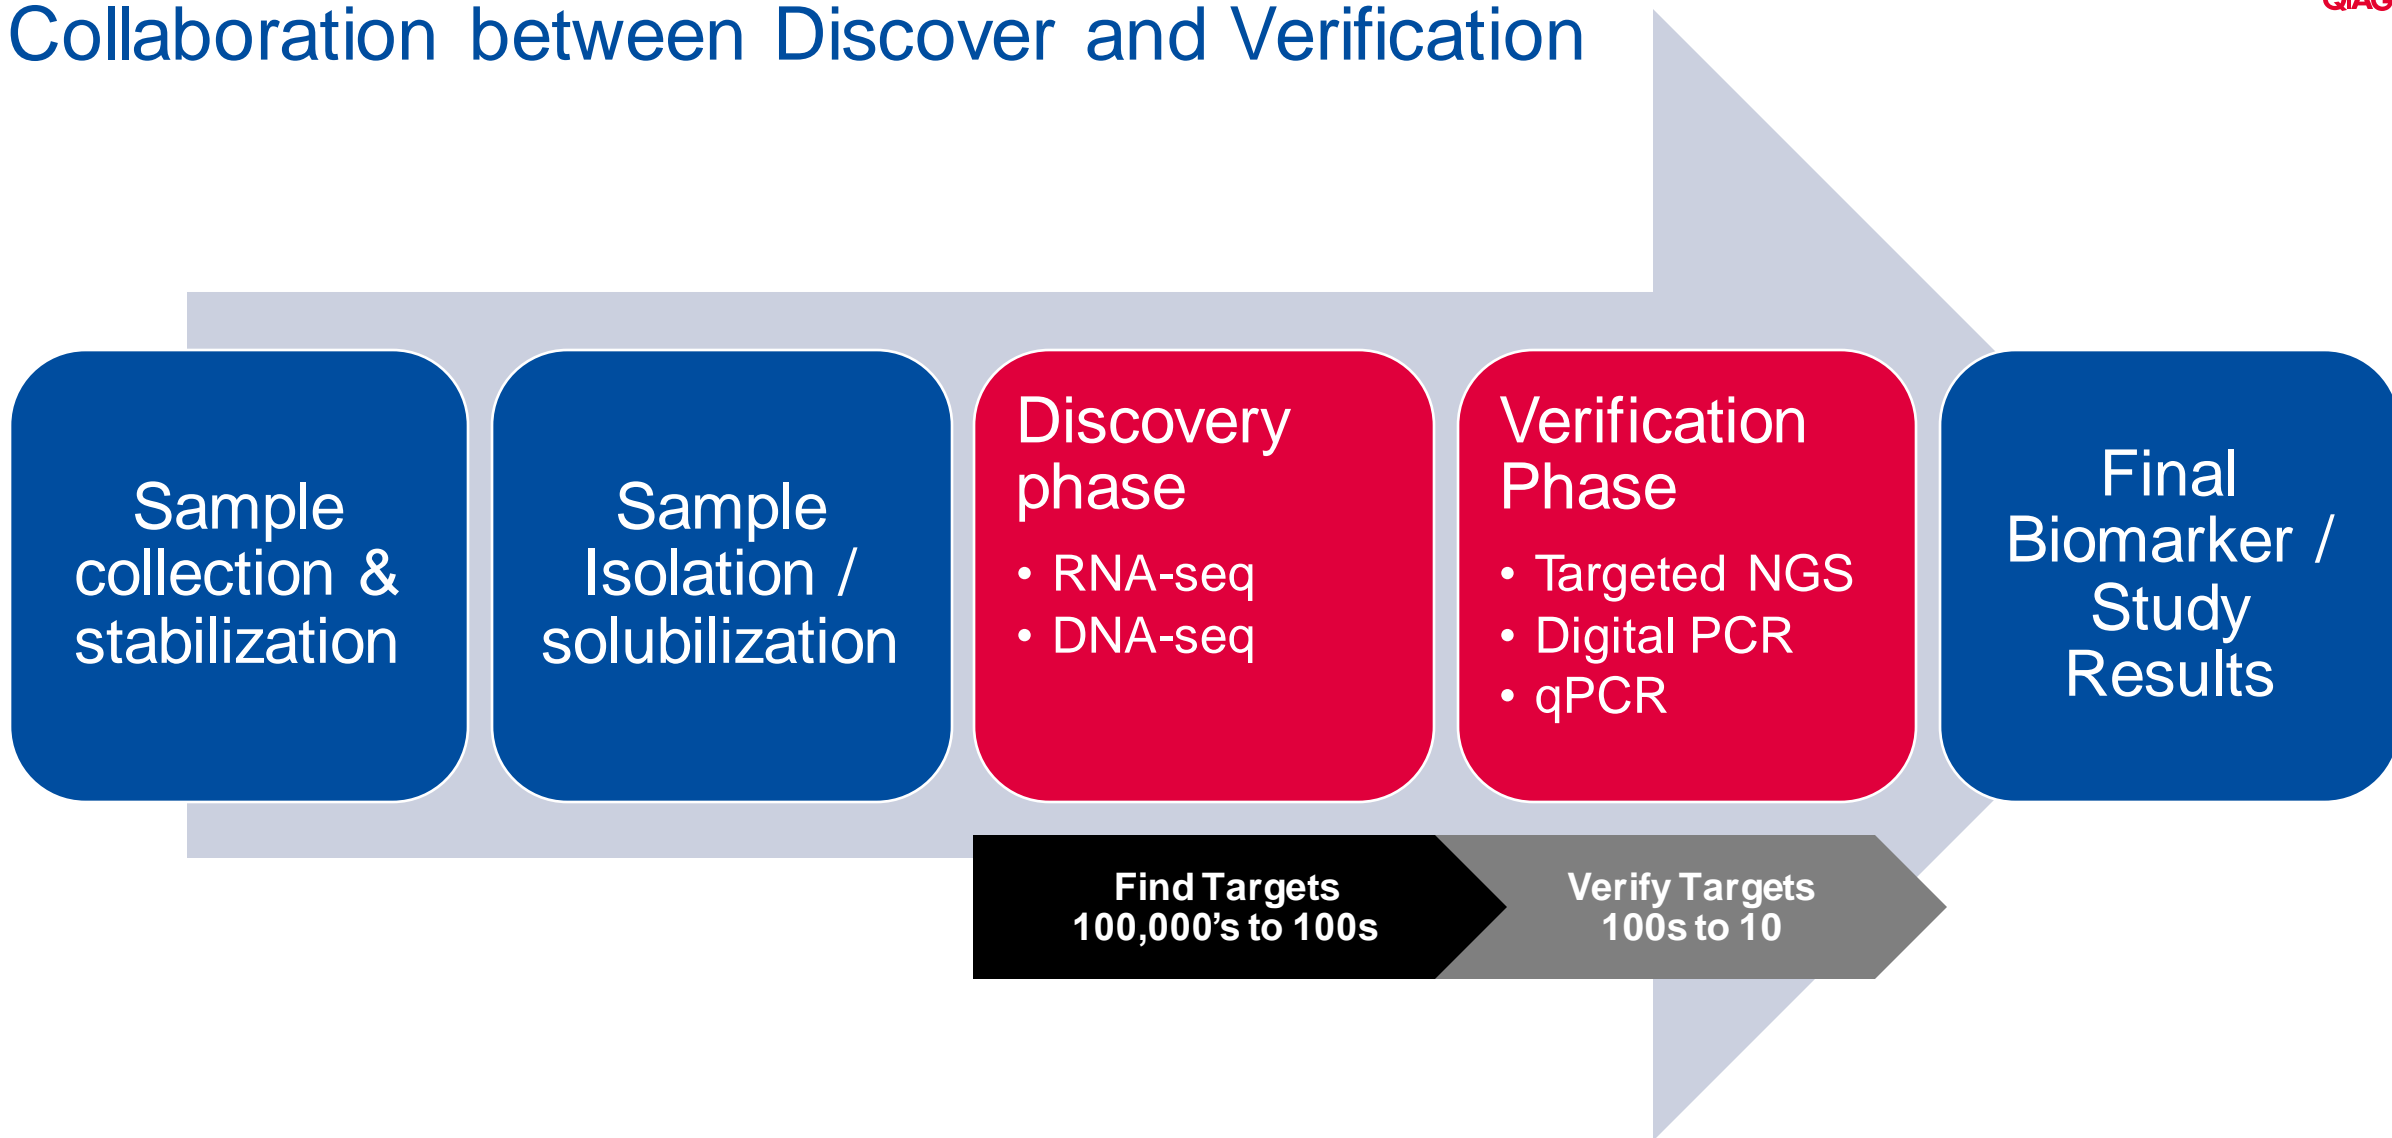 Collaboration between Discover and Verification
Sample
collection &
stabilization
Sample
Isolation /
solubilization
Discovery
phase
• RNA-seq
• DNA-seq
Verification
Phase
• Targeted NGS
• Digital PCR
• qPCR
Final
Biomarker /
Study
Results
Find Targets
100,000’s to 100s
Verify Targets
100s to 10